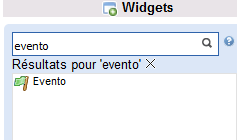 Widgets
evento
Résultats pour 'evento'
Evento